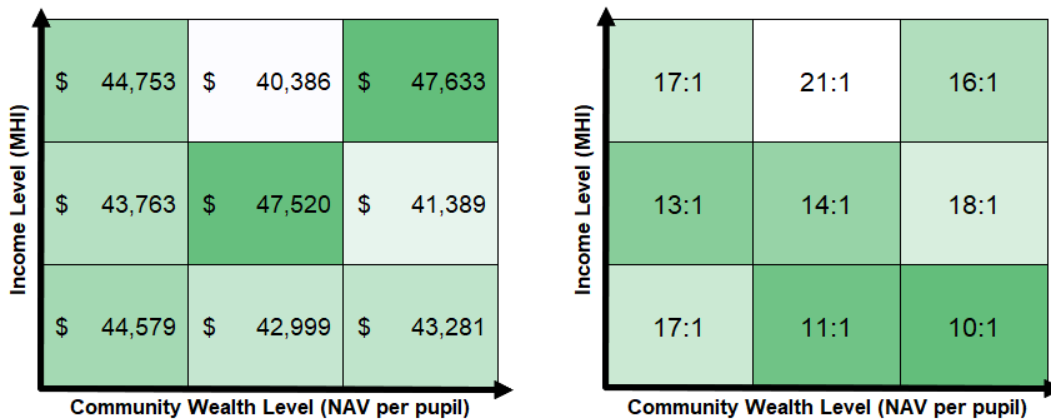 Income Level (MHI)
$ 44,753 $ 40,386 $ 47,633
$ 43,763 $ 47,520 $ 41,389
$ 44,579 $ 42,999 $ 43,281
Community Wealth Level (NAV per pupil)
Income Level (MHI)
17:1 21:1 16:1
13:1 14:1 18:1
17:1 11:1 10:1
Community Wealth Level (NAV per pupil)